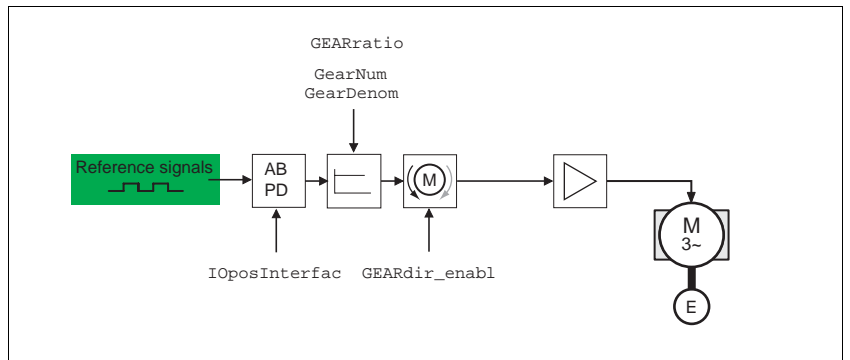 GEARratio
GearNum
GearDenom
Reference signals
AB
PD
M
M
3~
IOposInterfac
GEARdir_enabl
E